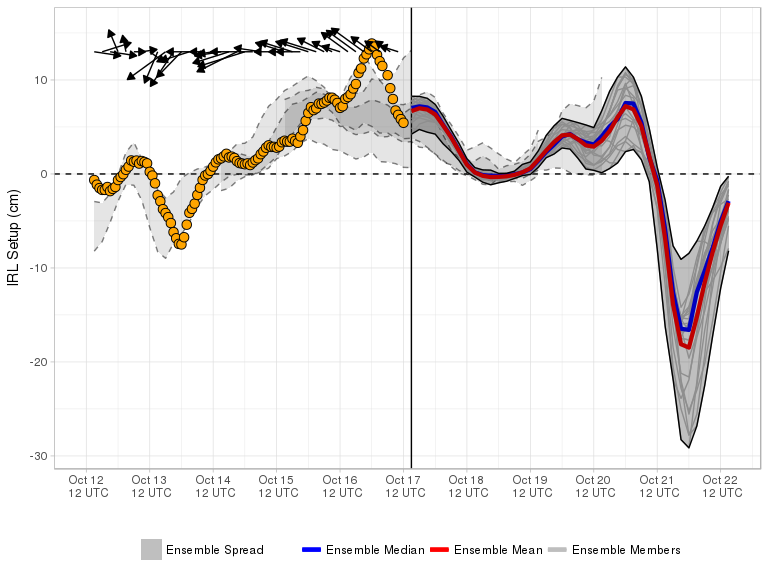 IRL Setup (cm)
10
0
-10
-20
-30
Oct 12 Oct 13 Oct 14 Oct 15 Oct 16 Oct 17 Oct 18 Oct 19 Oct 20 Oct 21 Oct 22
12 UTC 12 UTC 12 UTC 12 UTC 12 UTC 12 UTC 12 UTC 12 UTC 12 UTC 12 UTC 12 UTC
Ensemble Spread Ensemble Median Ensemble Mean Ensemble Members